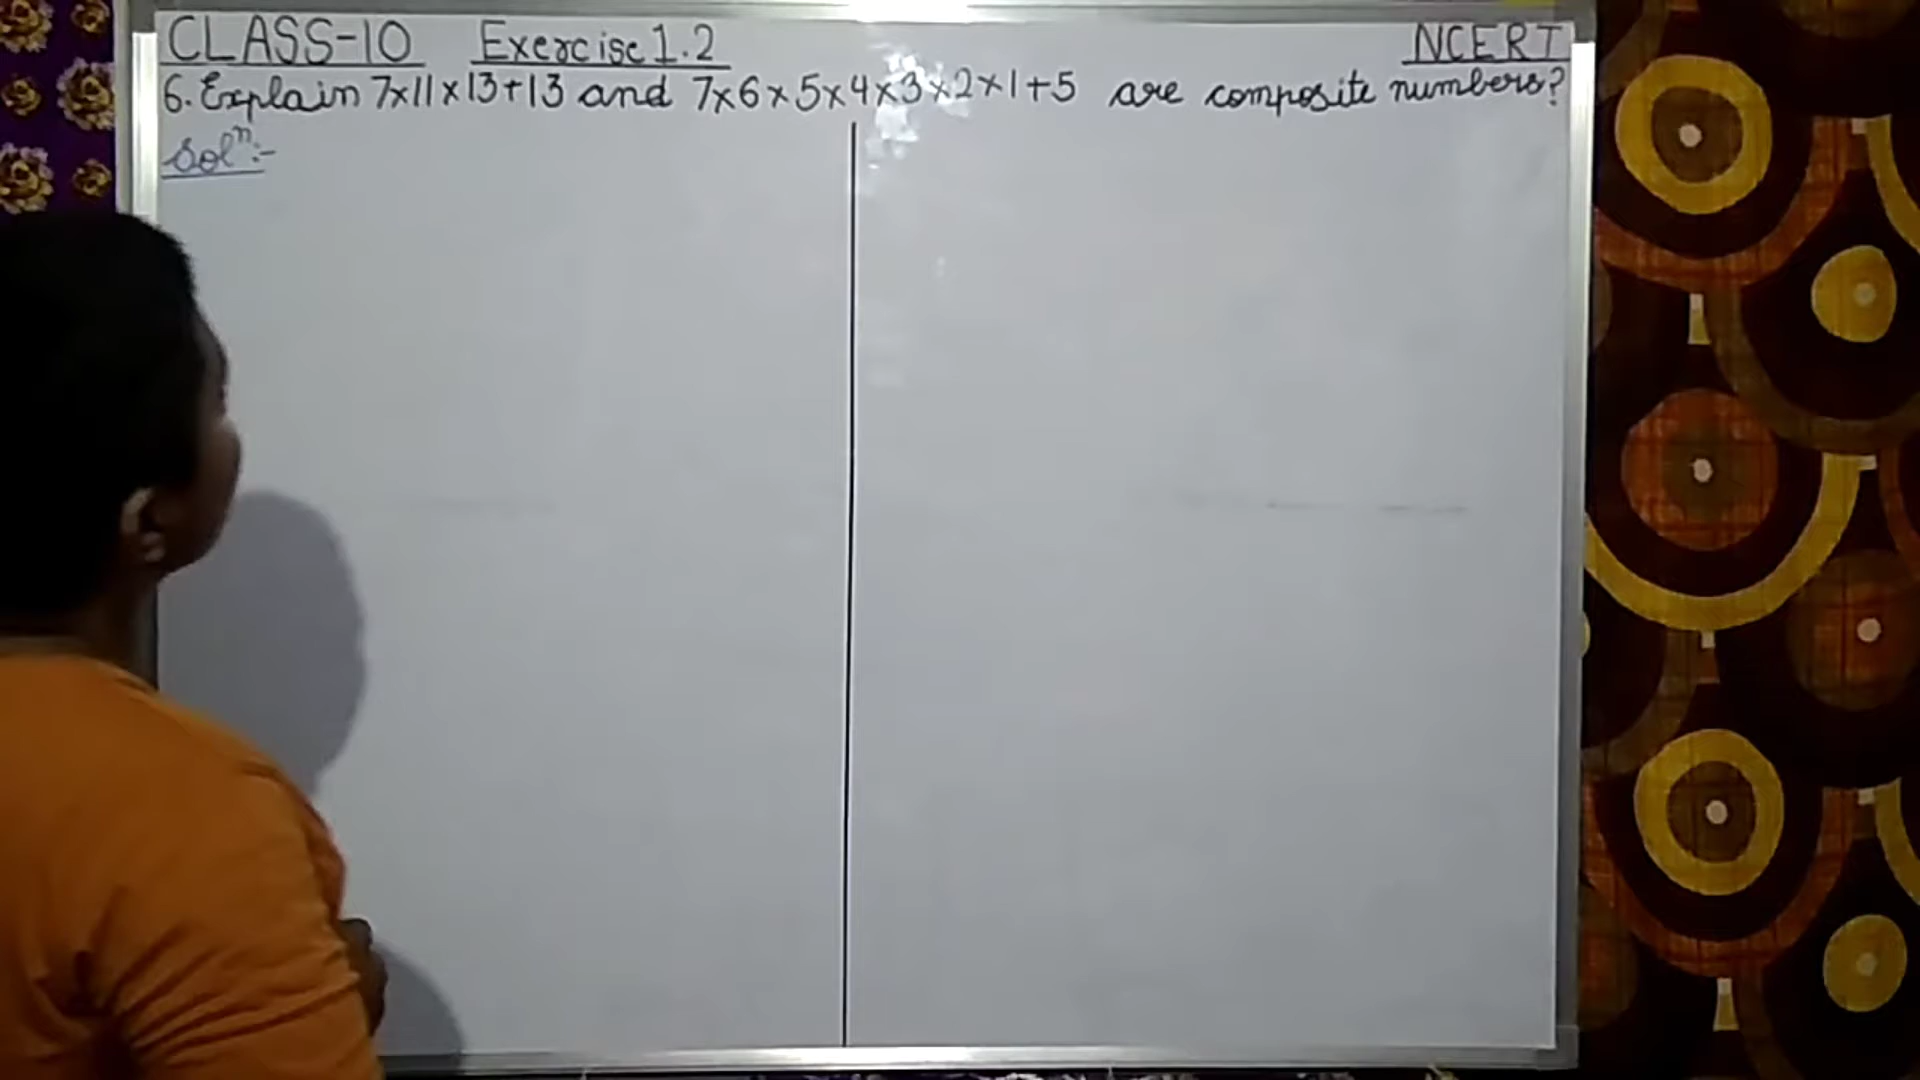 CLASS-10 Exercise 1.2 NCERT
6. Explain 7×11×13+13 and 7×6×5×4×3×2×1+5 are composite numbers?
Solⁿ:-